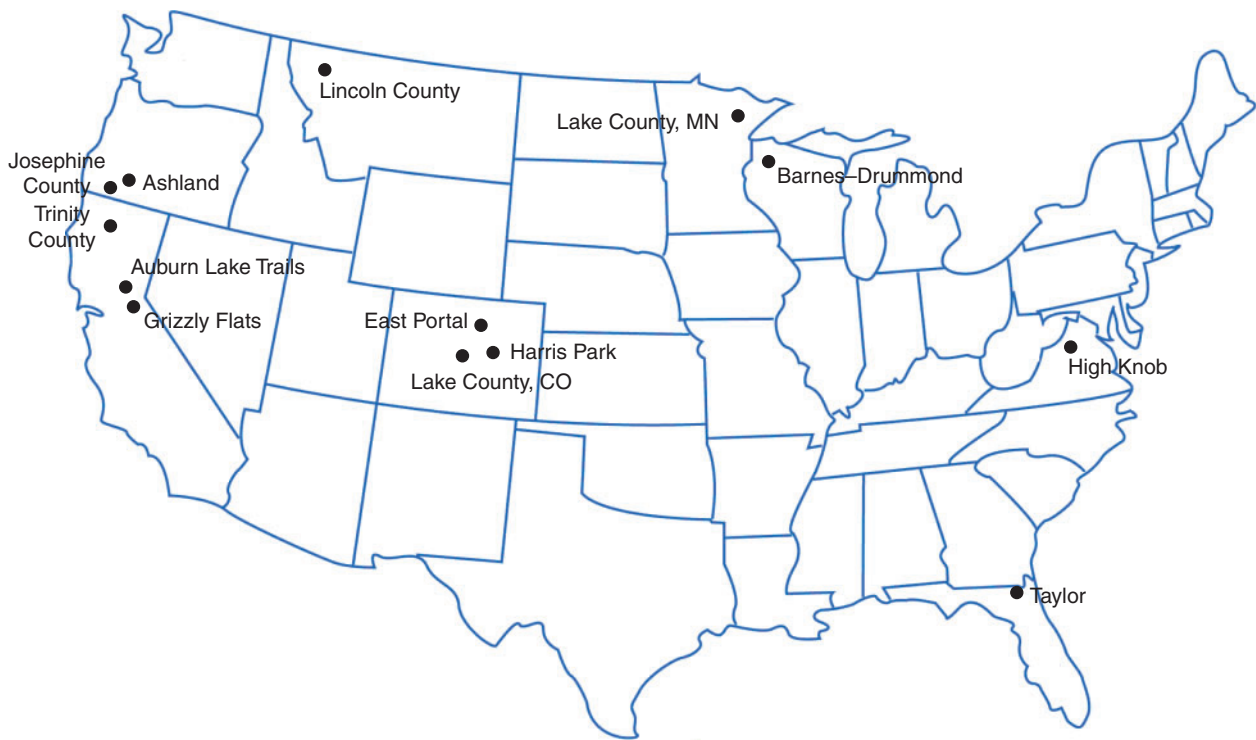 Lincoln County
Lake County, MN
Josephine
County
Ashland
Barnes–Drummond
Trinity
County
Auburn Lake Trails
Grizzly Flats
East Portal
Harris Park
Lake County, CO
High Knob
Taylor